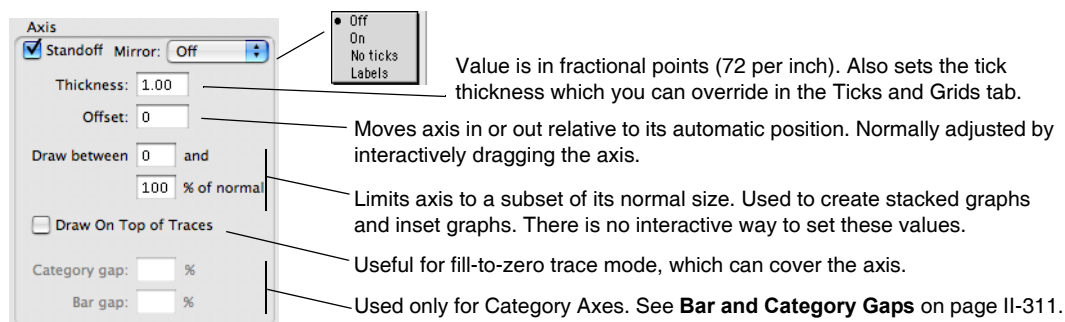 Axis
Standoff Mirror: Off
Off
On
No ticks
Labels
Thickness: 1.00
Value is in fractional points (72 per inch). Also sets the tick
thickness which you can override in the Ticks and Grids tab.
Offset: 0
Moves axis in or out relative to its automatic position. Normally adjusted by
interactively dragging the axis.
Draw between 0 and
100 % of normal
Limits axis to a subset of its normal size. Used to create stacked graphs
and inset graphs. There is no interactive way to set these values.
Draw On Top of Traces
Useful for fill-to-zero trace mode, which can cover the axis.
Category gap: %
Bar gap: %
Used only for Category Axes. See Bar and Category Gaps on page II-311.